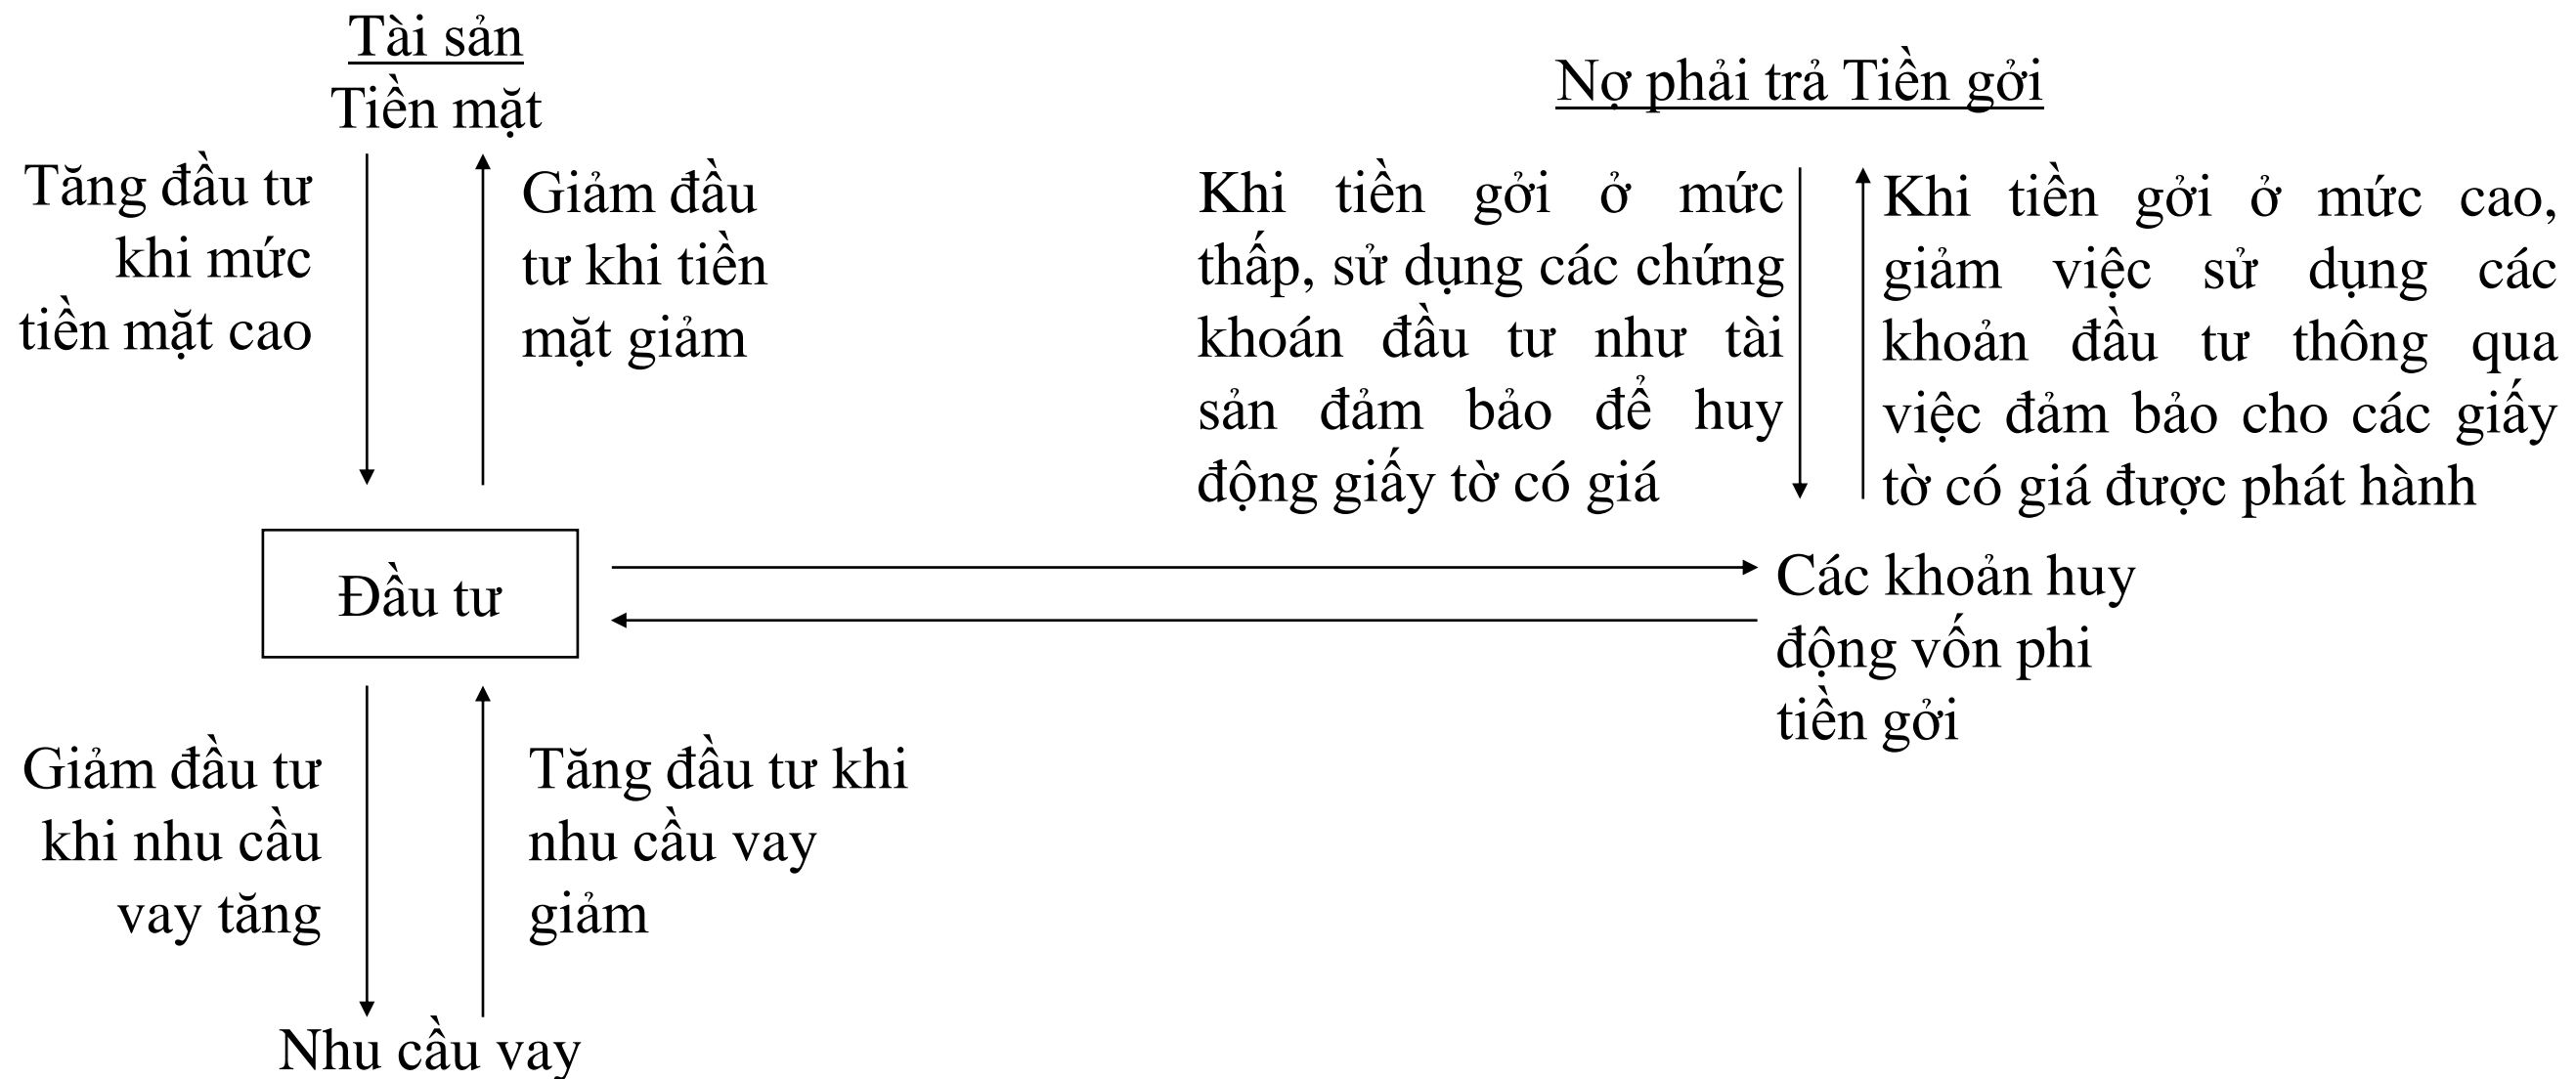 Tài sản
Tiền mặt
Tăng đầu tư
khi mức
tiền mặt cao
Giảm đầu
tư khi tiền
mặt giảm
Nợ phải trả Tiền gởi
Khi tiền gởi ở mức
thấp, sử dụng các chứng
khoán đầu tư như tài
sản đảm bảo để huy
động giấy tờ có giá
Khi tiền gởi ở mức cao,
giảm việc sử dụng các
khoản đầu tư thông qua
việc đảm bảo cho các giấy
tờ có giá được phát hành
Đầu tư
Các khoản huy
động vốn phi
tiền gởi
Giảm đầu tư
khi nhu cầu
vay tăng
Tăng đầu tư khi
nhu cầu vay
giảm
Nhu cầu vay